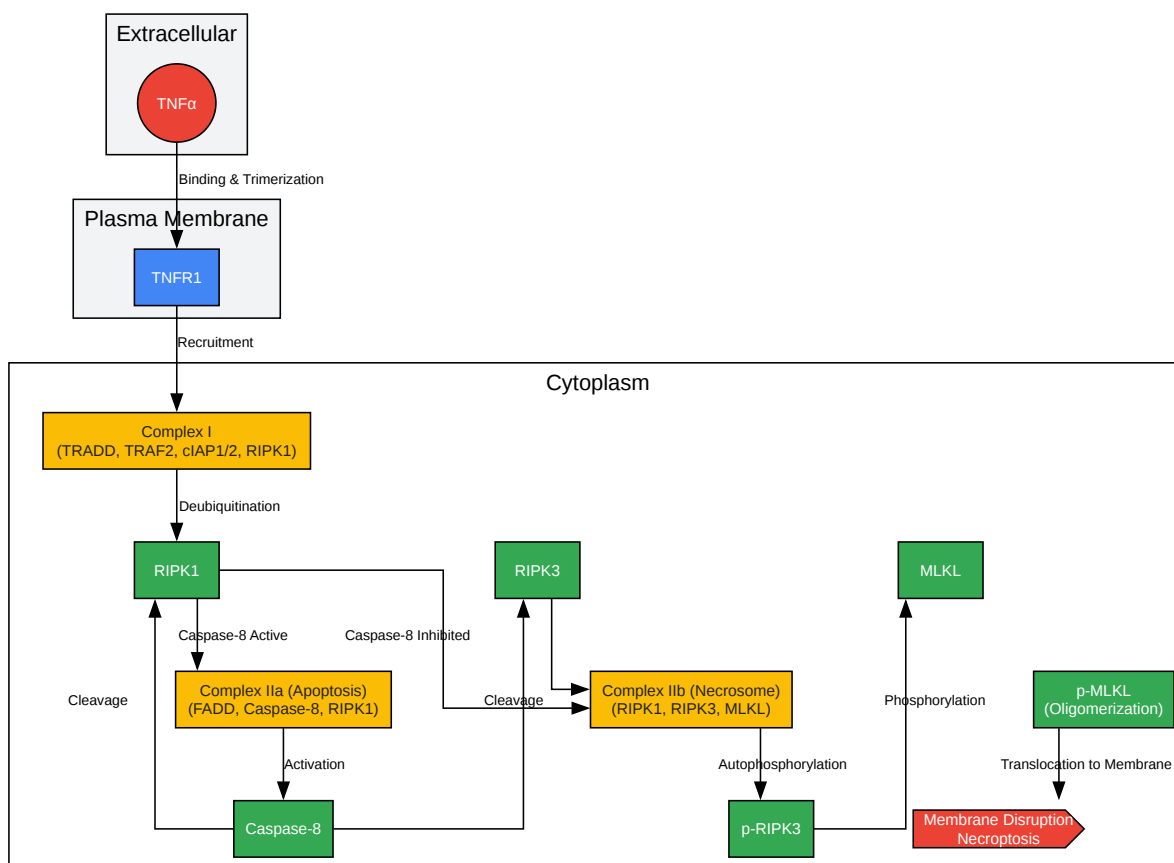 Extracellular
TNFα
Binding & Trimerization
Plasma Membrane
TNFR1
Recruitment
Cytoplasm
Complex I
(TRADD, TRAF2, cIAP1/2, RIPK1)
Deubiquitination
RIPK1
RIPK3
MLKL
Caspase-8 Active
Caspase-8 Inhibited
Cleavage
Complex IIa (Apoptosis)
(FADD, Caspase-8, RIPK1)
Cleavage
Complex IIb (Necrosome)
(RIPK1, RIPK3, MLKL)
Phosphorylation
p-MLKL
(Oligomerization)
Activation
Autophosphorylation
Translocation to Membrane
Caspase-8
p-RIPK3
Membrane Disruption
Necroptosis